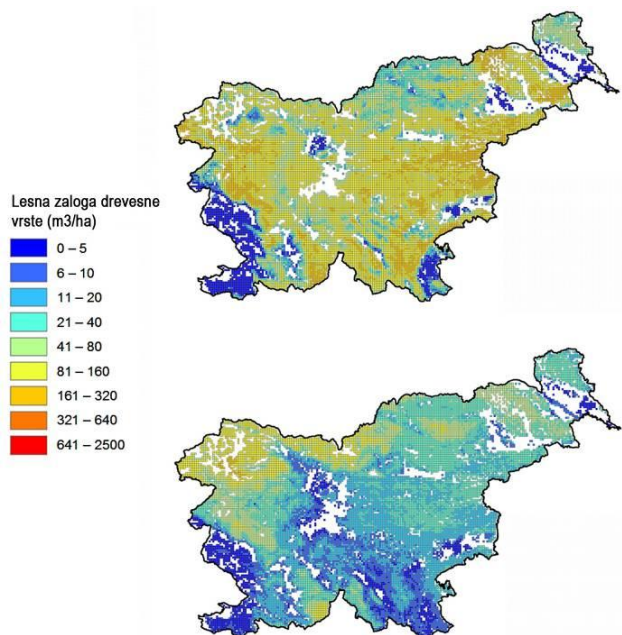 Lesna zaloga drevesne
vrste (m3/ha)
0 – 5
6 – 10
11 – 20
21 – 40
41 – 80
81 – 160
161 – 320
321 – 640
641 – 2500